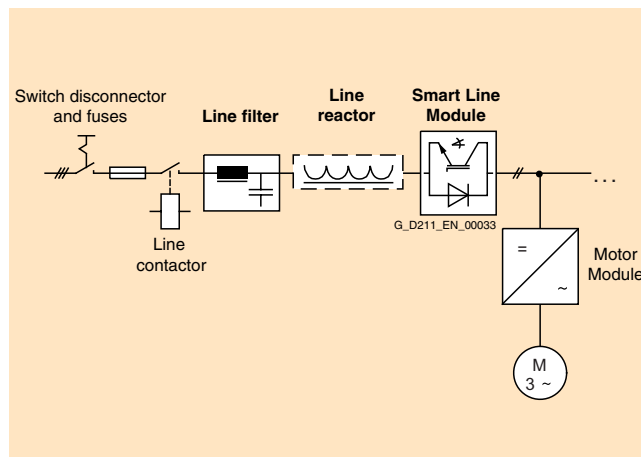 Switch disconnector
and fuses
Line filter
Line
reactor
Smart Line
Module
Line
contactor
G_D211_EN_00033
...
=
~
Motor
Module
M
3 ~